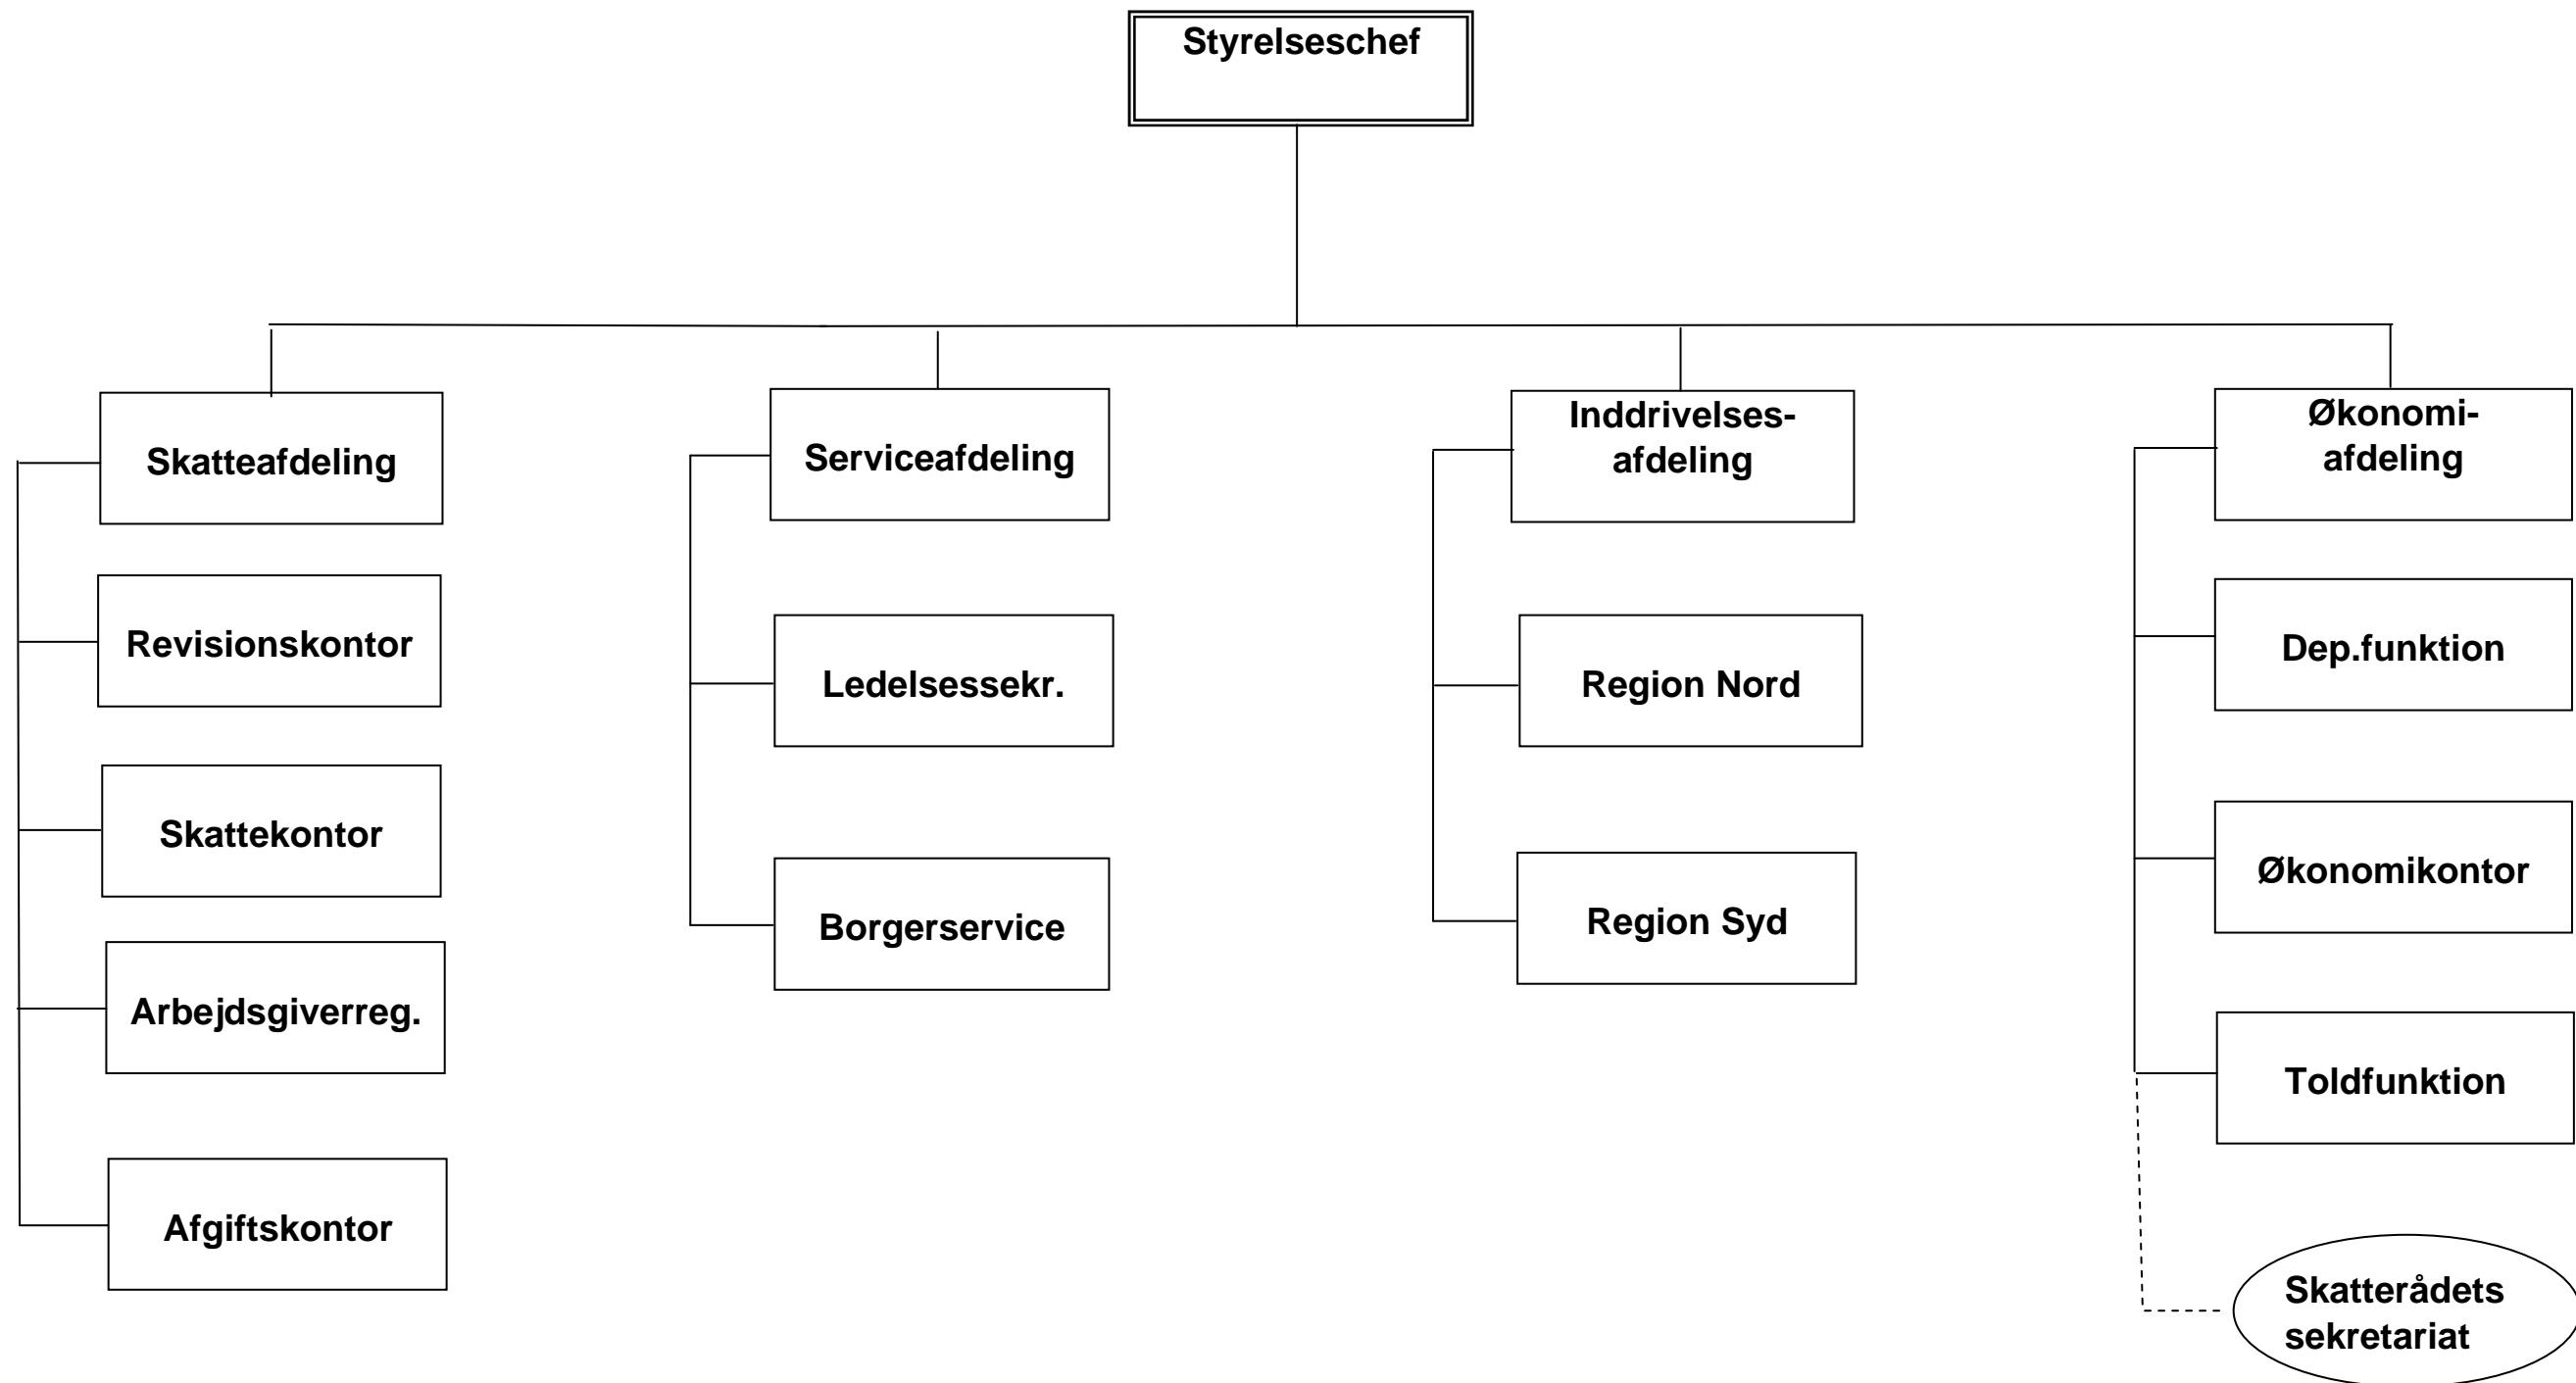 Styrelseschef
Skatteafdeling
Revisionskontor
Skattekontor
Arbejdsgiverreg.
Afgiftskontor
Serviceafdeling
Ledelsessekr.
Borgerservice
Inddrivelses-
afdeling
Region Nord
Region Syd
Økonomi-
afdeling
Dep.funktion
Økonomikontor
Toldfunktion
Skatterådets
sekretariat